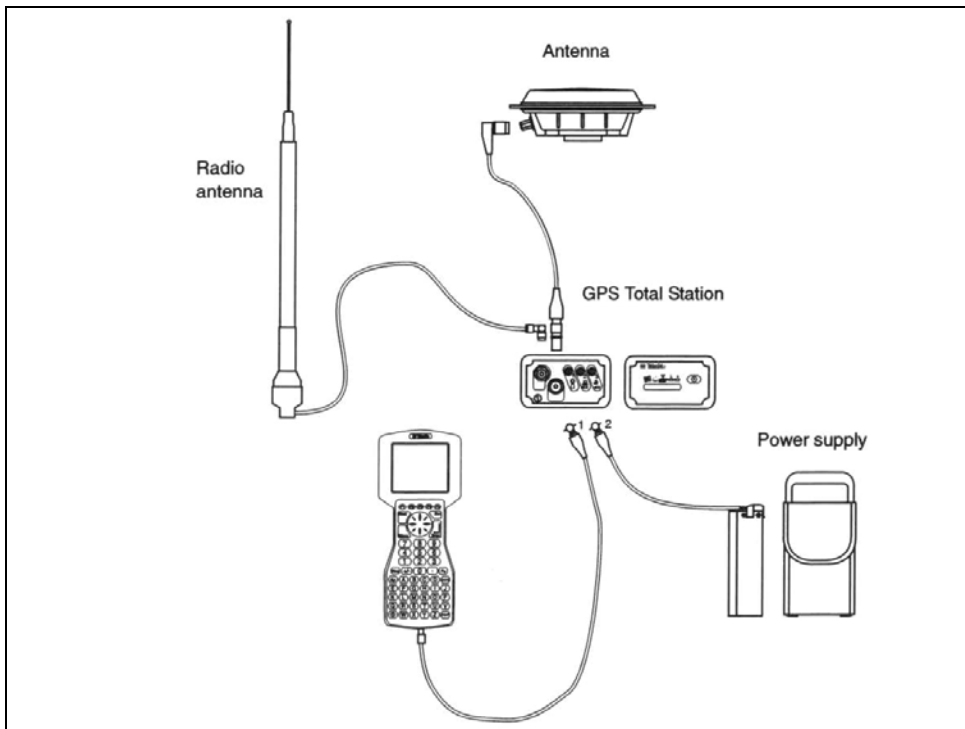 Antenna
Radio
antenna
GPS Total Station
1
2
Power supply